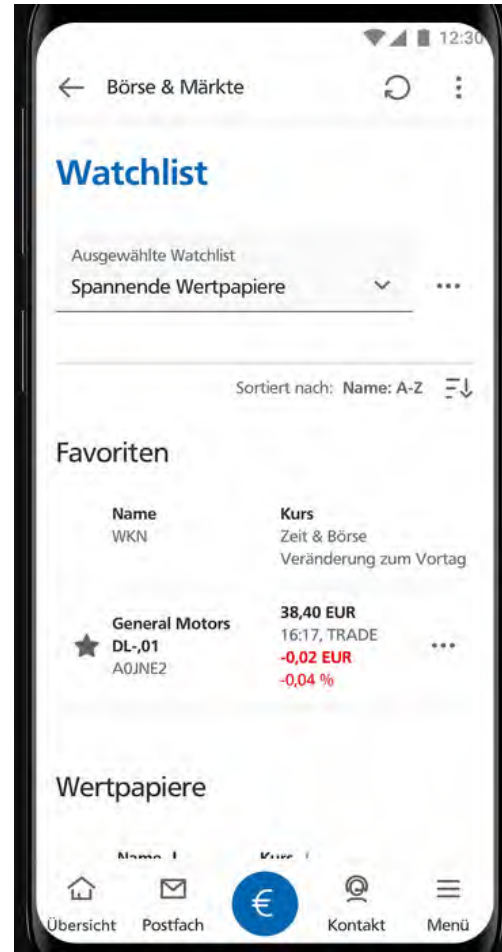 12:30
Börse & Märkte
Watchlist
Ausgewählte Watchlist
Spannende Wertpapiere
Sortiert nach: Name: A-Z
Favoriten
Name
WKN
Kurs
Zeit & Börse
Veränderung zum Vortag
General Motors
DL-,01
A0JNE2
38,40 EUR
16:17, TRADE
-0,02 EUR
-0,04 %
Wertpapiere
Name
Kurs
€
Übersicht
Postfach
Kontakt
Menü